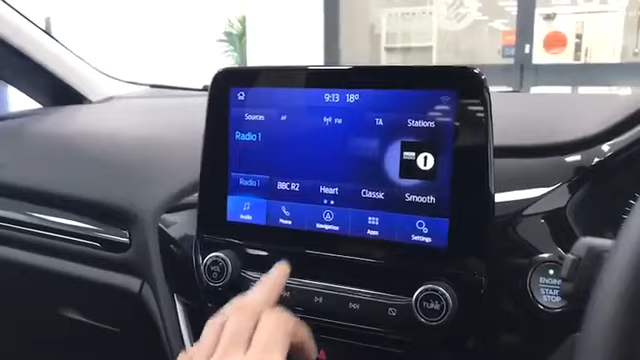 9:13 18°
Sources AF FM TA Stations
Radio 1
1
Radio 1 BBC R2 Heart Classic Smooth
Audio Phone Navigation Apps Settings
VOL
TUNE
ENGINE
START
STOP